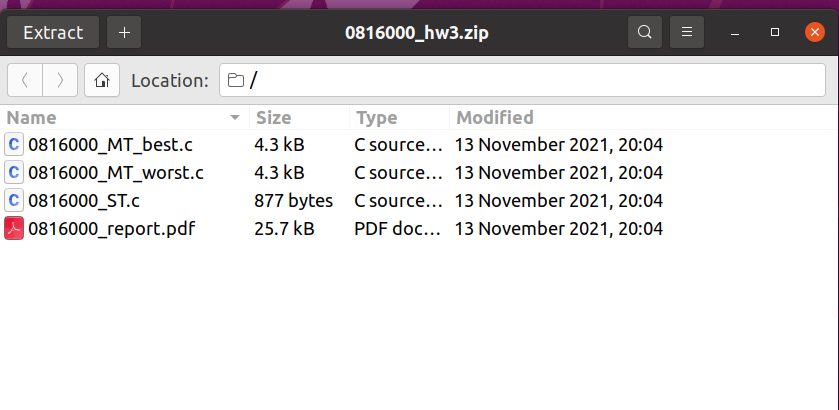 Extract + 0816000_hw3.zip
Location: /
Name Size Type Modified
0816000_MT_best.c 4.3 kB C source… 13 November 2021, 20:04
0816000_MT_worst.c 4.3 kB C source… 13 November 2021, 20:04
0816000_ST.c 877 bytes C source… 13 November 2021, 20:04
0816000_report.pdf 25.7 kB PDF doc… 13 November 2021, 20:04